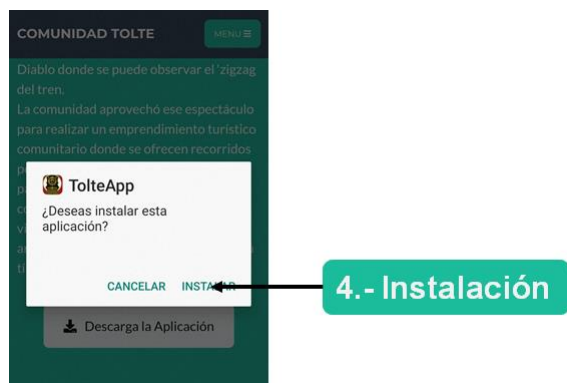 COMUNIDAD TOLTE
MENU
Diablo donde se puede observar el 'zigzag
del tren.
La comunidad aprovechó ese espectáculo
para realizar un emprendimiento turistico
comunitario donde se ofrecen recorridos
TolteApp
¿Deseas instalar esta
aplicación?
CANCELAR INSTALAR
Descarga la Aplicación
4.- Instalación